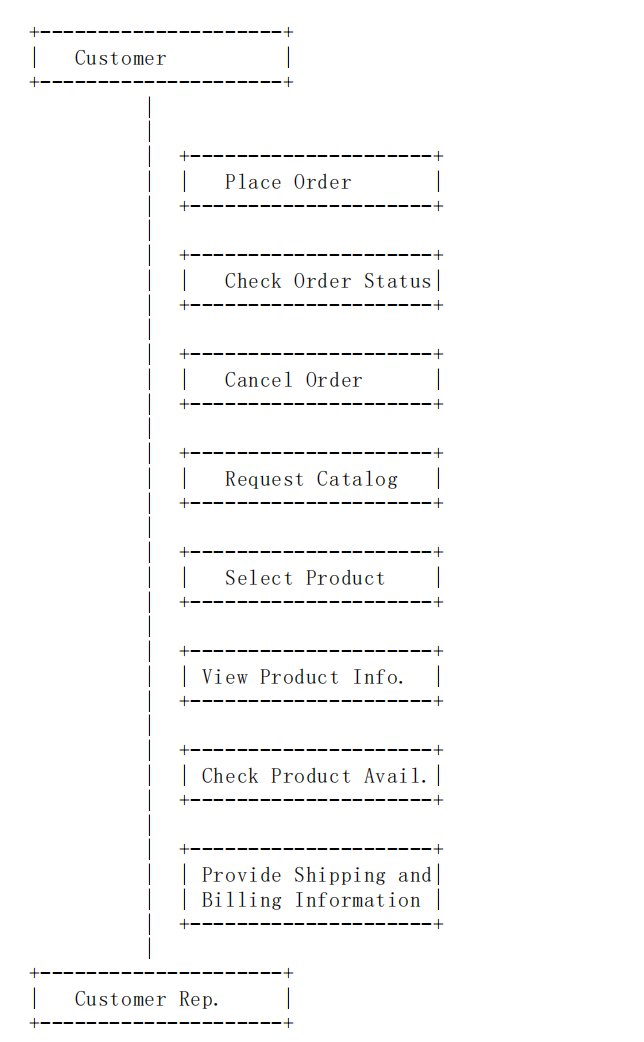 Customer
Place Order
Check Order Status
Cancel Order
Request Catalog
Select Product
View Product Info.
Check Product Avail.
Provide Shipping and
Billing Information
Customer Rep.